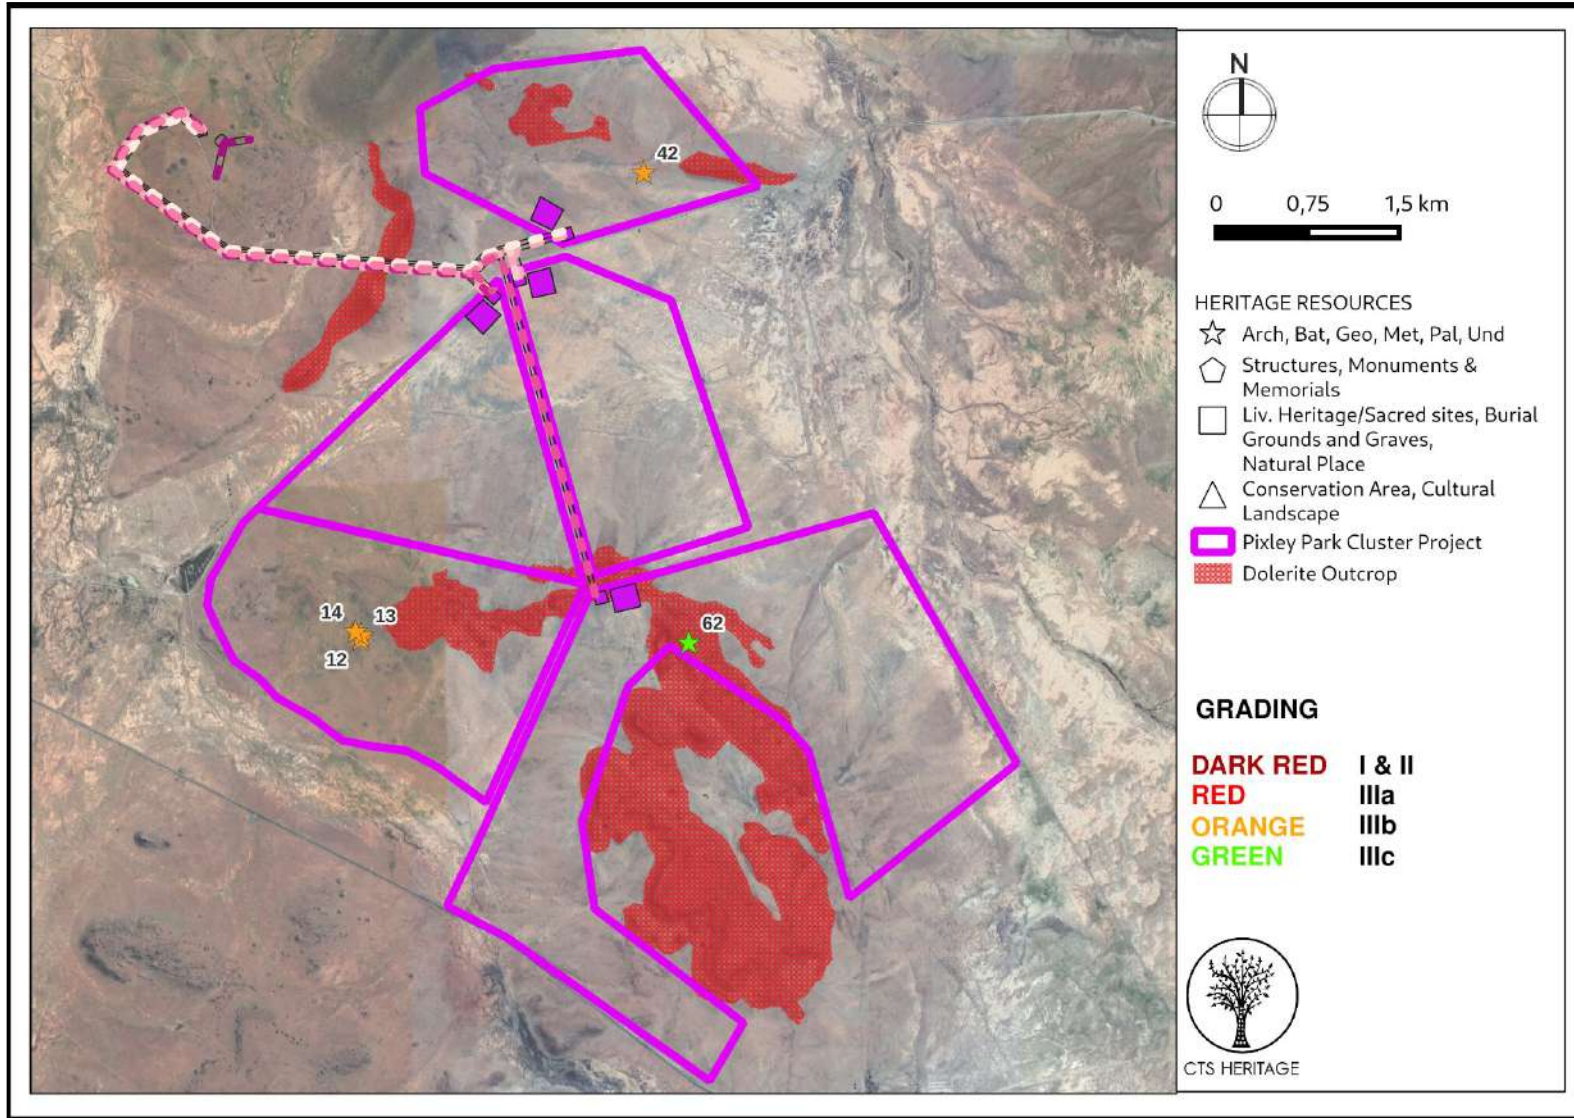 N
0 0,75 1,5 km
HERITAGE RESOURCES
Arch, Bat, Geo, Met, Pal, Und
Structures, Monuments &
Memorials
Liv. Heritage/Sacred sites, Burial
Grounds and Graves,
Natural Place
Conservation Area, Cultural
Landscape
Pixley Park Cluster Project
Dolerite Outcrop
GRADING
DARK RED I & II
RED IIIa
ORANGE IIIb
GREEN IIIc
CTS HERITAGE
42
14
13
12
62